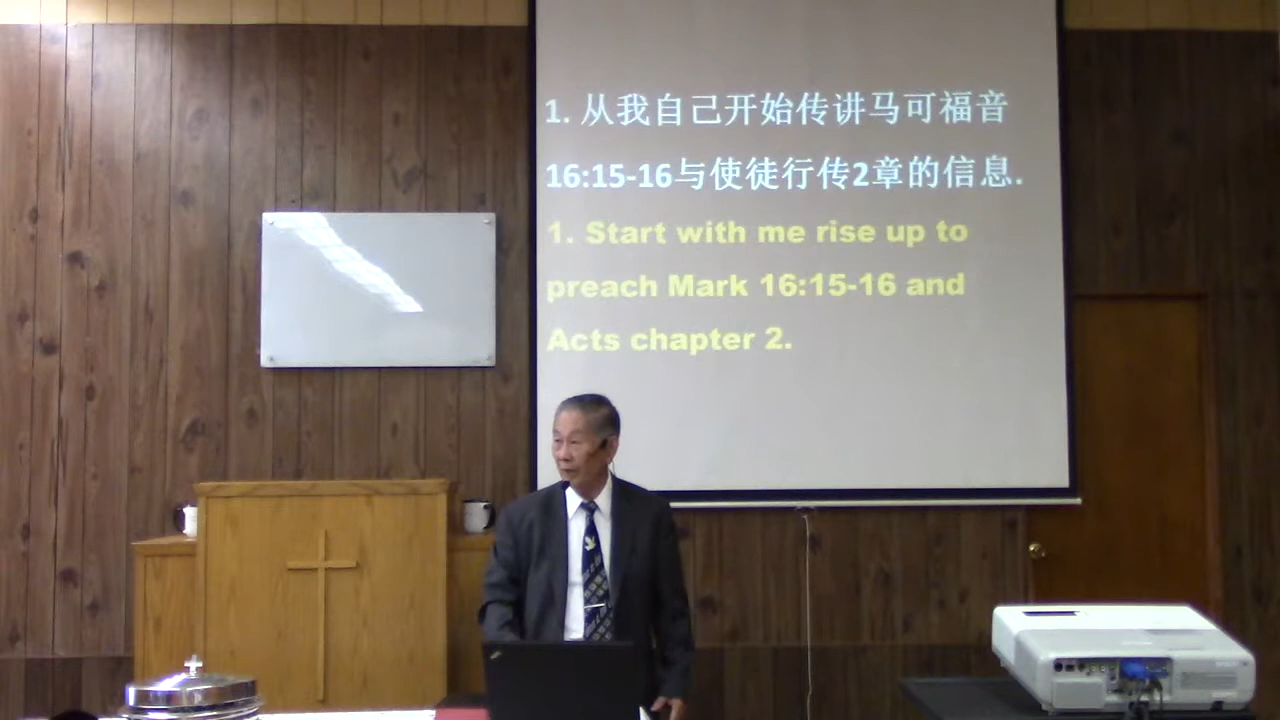 1. 从我自己开始传讲马可福音
16:15-16与使徒行传2章的信息.
1. Start with me rise up to
preach Mark 16:15-16 and
Acts chapter 2.